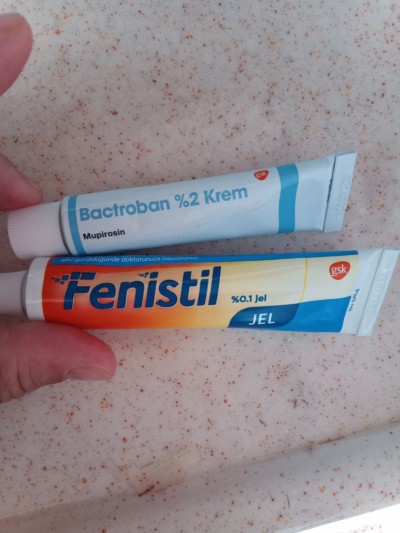 Bactroban %2 Krem
gsk
Mupirosin
Fenistil
%0.1 Jel
JEL
gsk